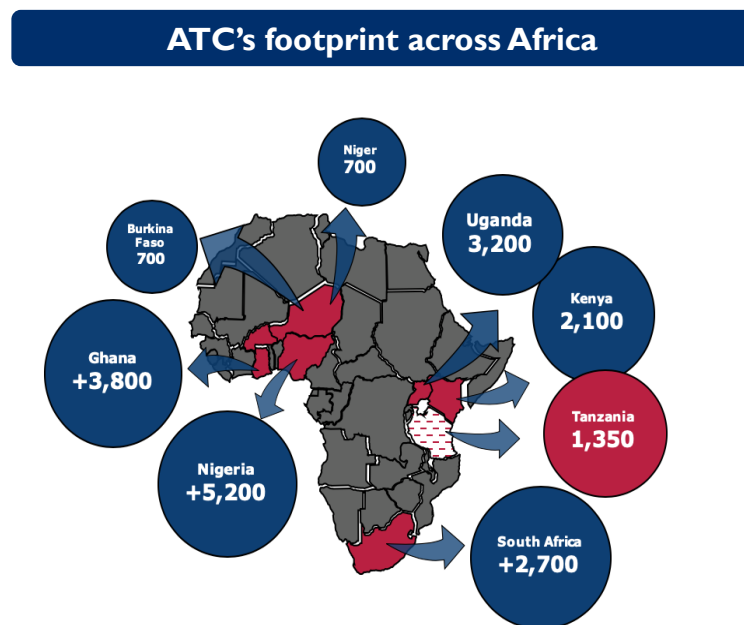 ATC’s footprint across Africa
Niger
700
Burkina
Faso
700
Uganda
3,200
Kenya
2,100
Ghana
+3,800
Tanzania
1,350
Nigeria
+5,200
South Africa
+2,700